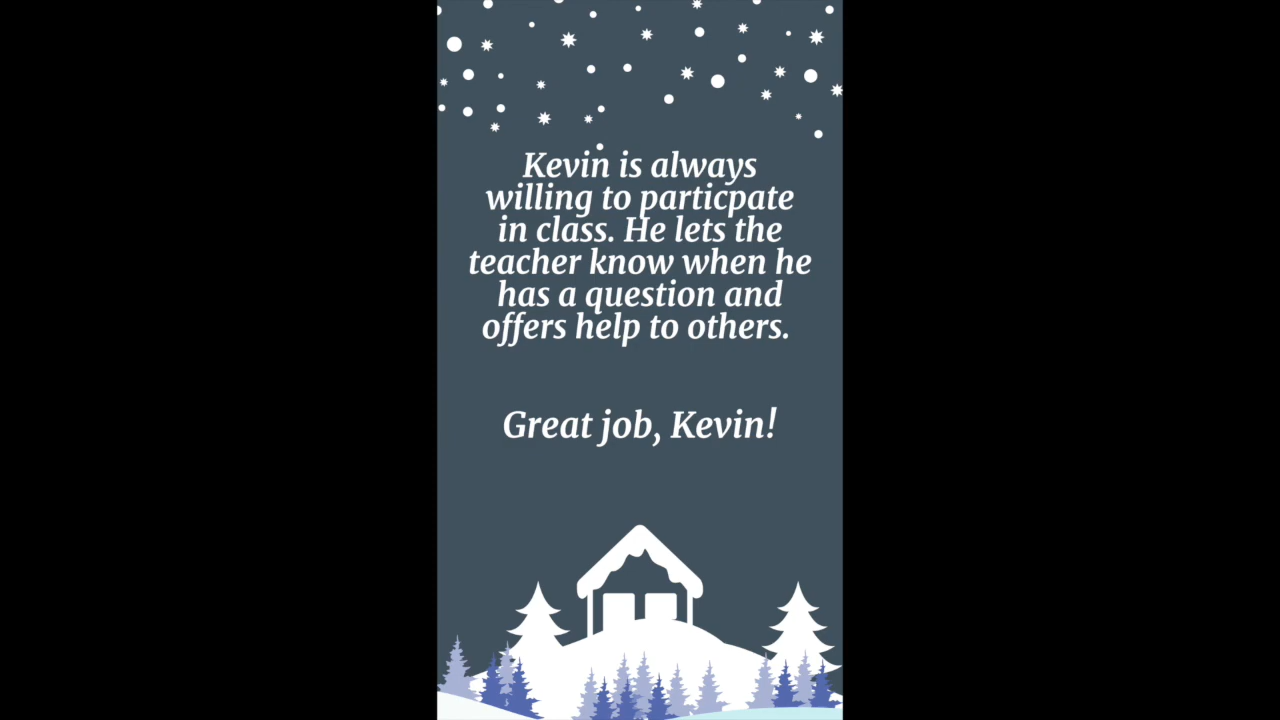 Kevin is always
willing to particpate
in class. He lets the
teacher know when he
has a question and
offers help to others.
Great job, Kevin!